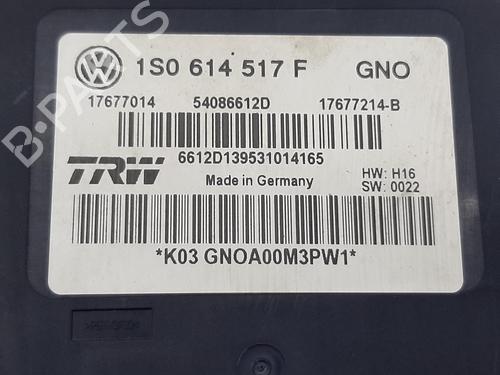 1S0 614 517 F GNO
17677014 54086612D 17677214-B
6612D139531014165
TRW
Made in Germany
HW: H16
SW: 0022
*K03 GNOA00M3PW1*
B-PARTS